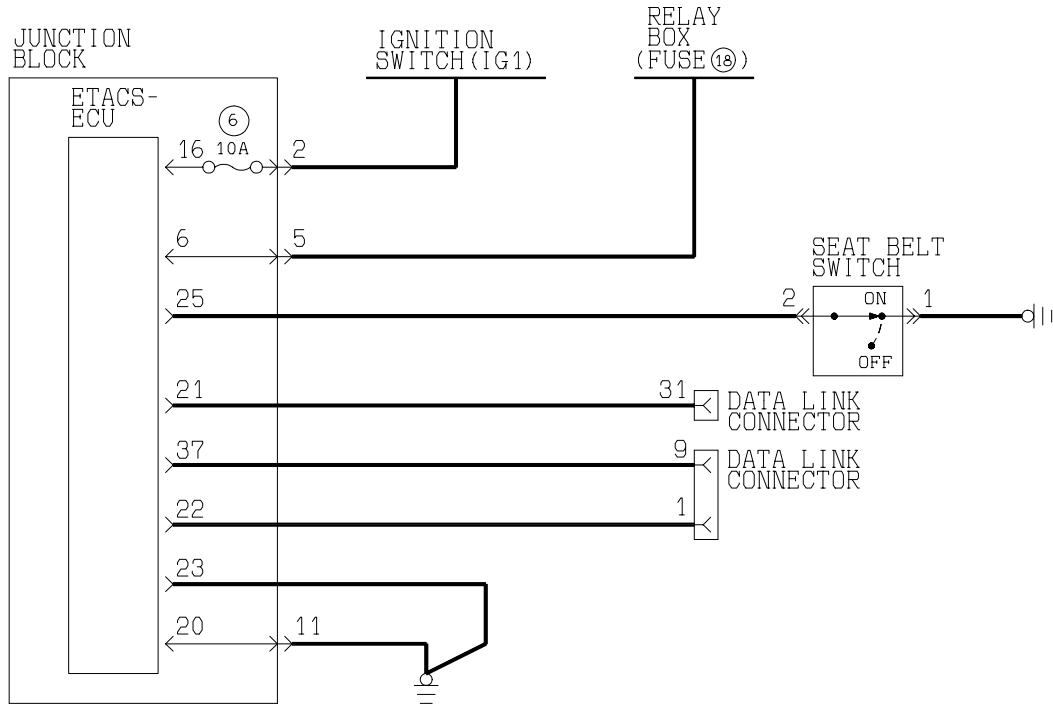 JUNCTION
BLOCK
ETACS-
ECU
IGNITION
SWITCH(IG1)
RELAY
BOX
(FUSE⑱)
⑥
16
10A
2
6
5
SEAT BELT
SWITCH
25
2
ON
1
OFF
21
31
DATA LINK
CONNECTOR
37
9
DATA LINK
CONNECTOR
22
1
23
20
11